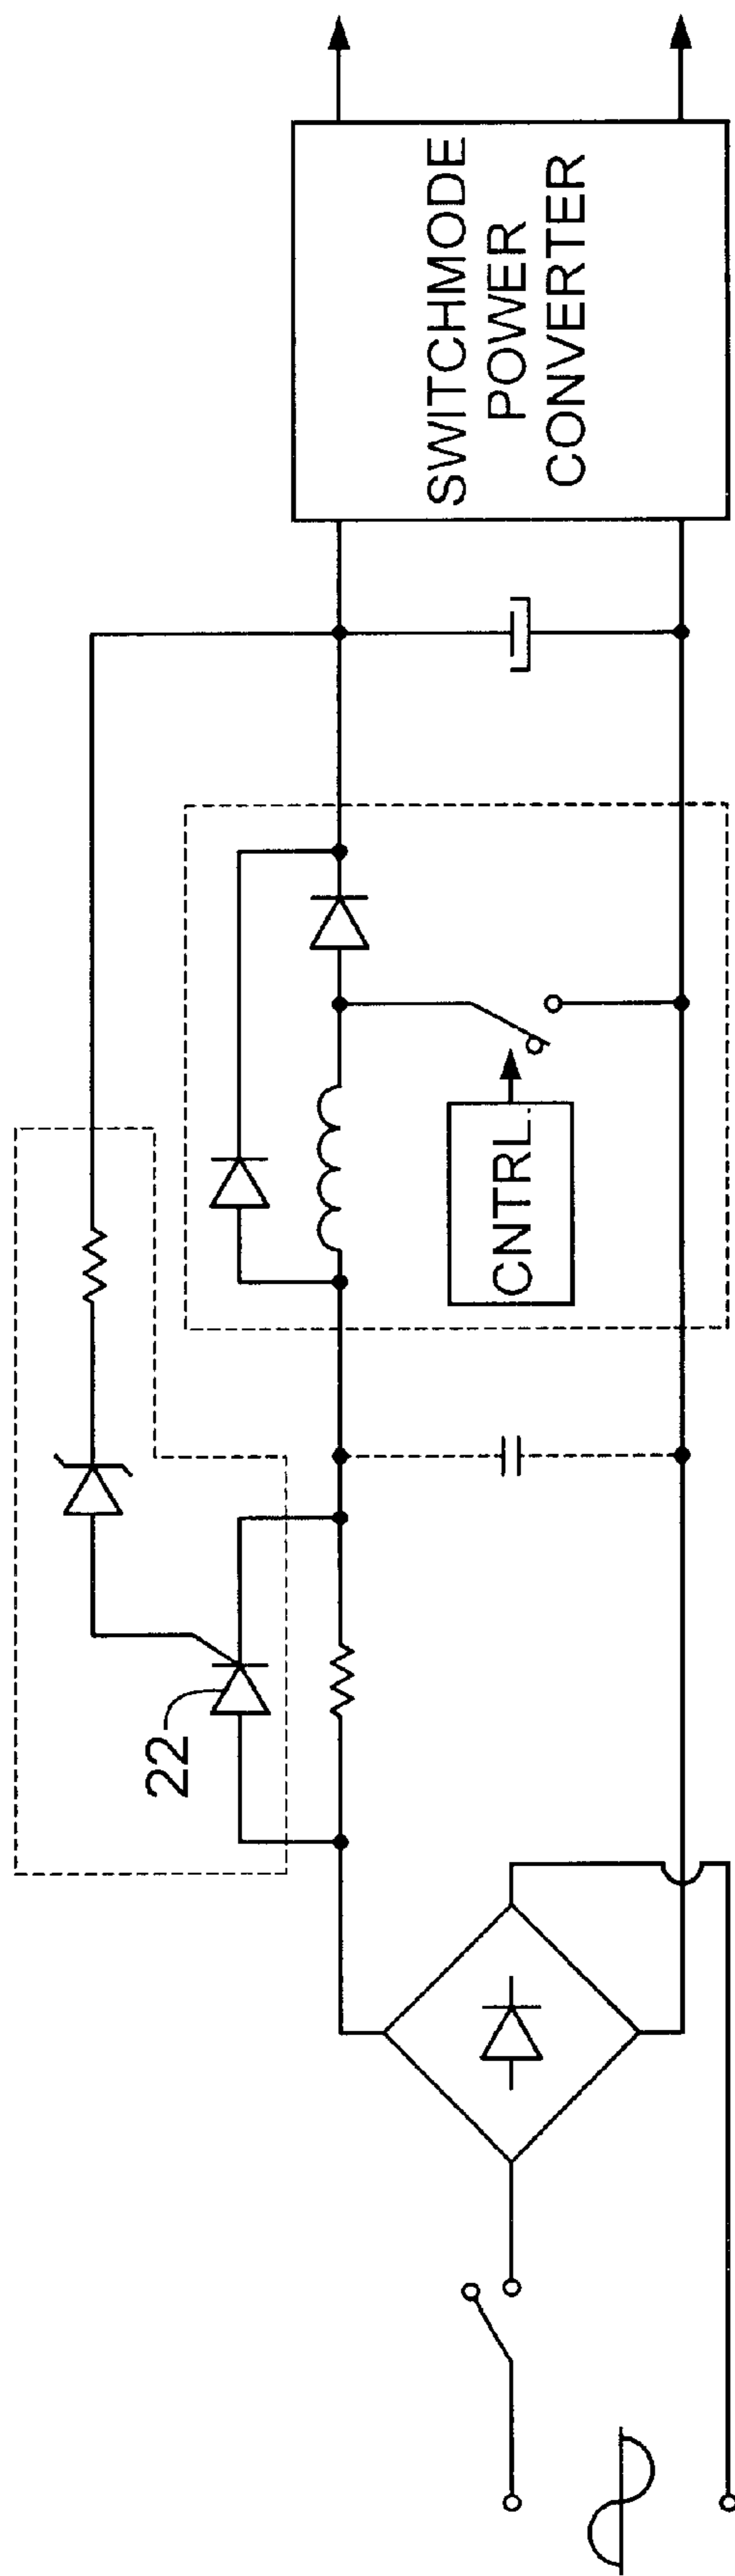 22
CNTRL.
SWITCHMODE
POWER
CONVERTER